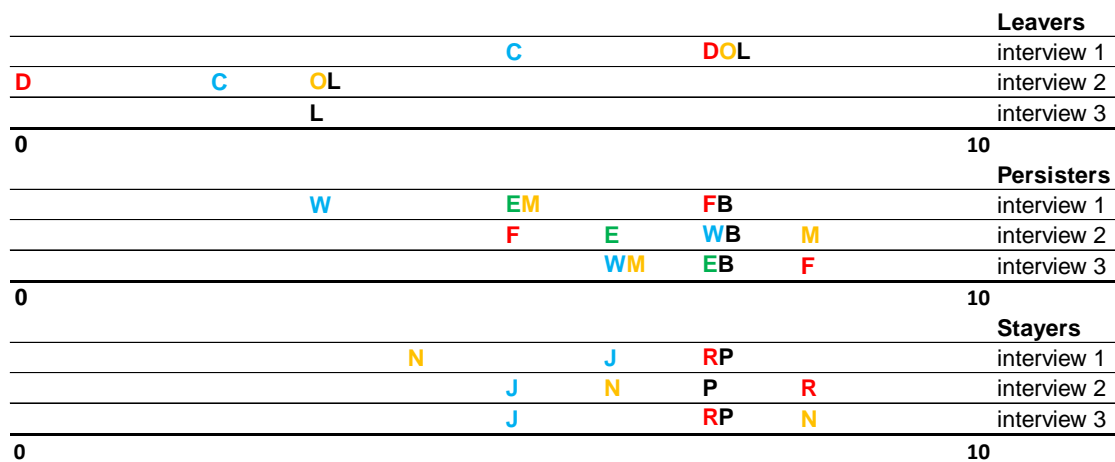 Leavers
C DOL interview 1
D C OL interview 2
L interview 3
0 10
Persisters
W EM FB interview 1
F E WB M interview 2
WM EB F interview 3
0 10
Stayers
N J RP interview 1
J N P R interview 2
J RP N interview 3
0 10